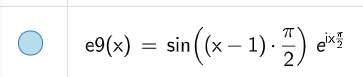 e9(x) = sin((x − 1) · π/2) e^(ix π/2)